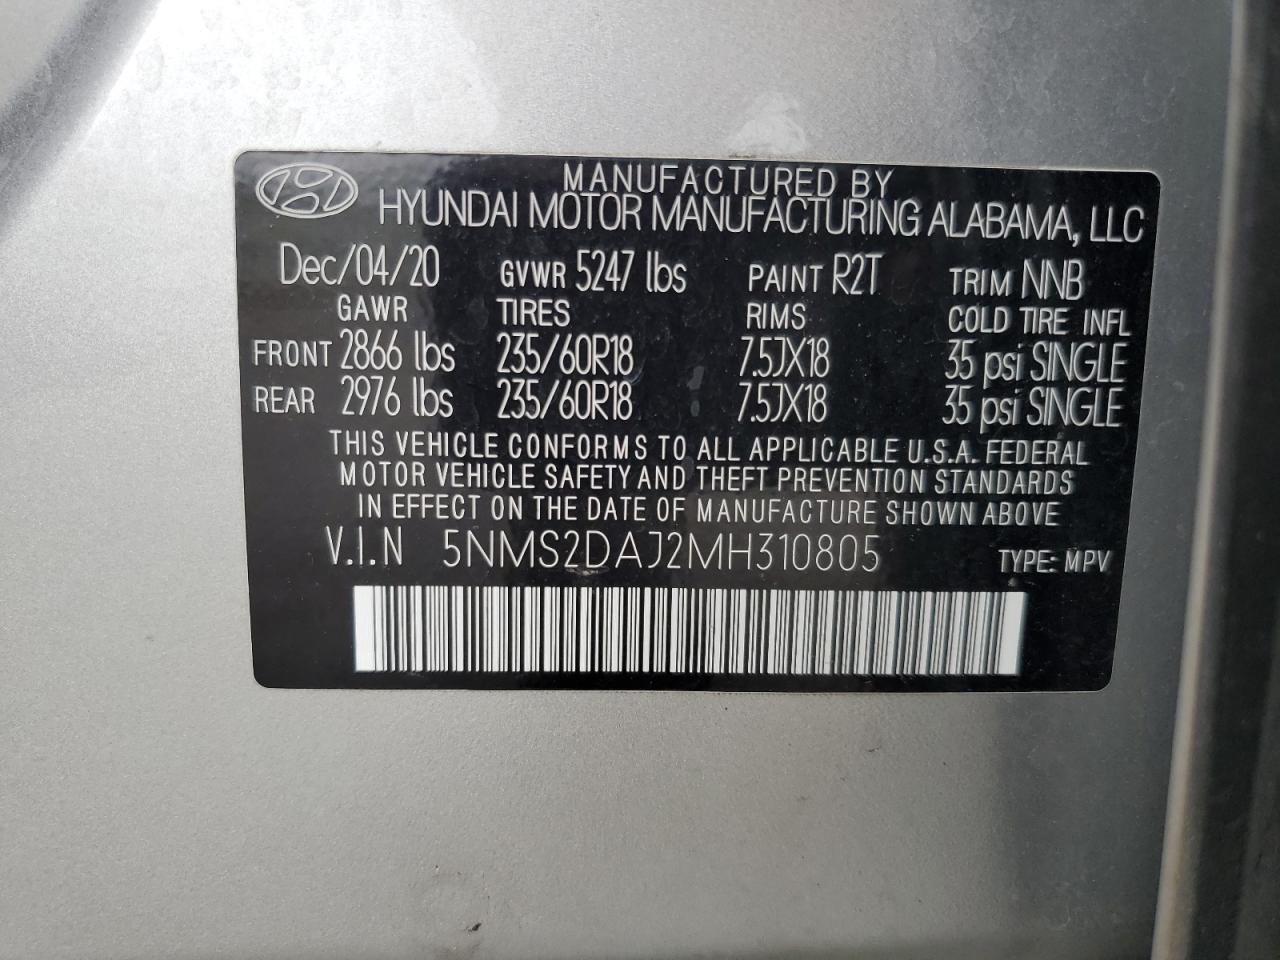 MANUFACTURED BY
HYUNDAI MOTOR MANUFACTURING ALABAMA, LLC
Dec/04/20 GVWR 5247 lbs PAINT R2T TRIM NNB
GAWR TIRES RIMS COLD TIRE INFL
FRONT 2866 lbs 235/60R18 7.5JX18 35 psi SINGLE
REAR 2976 lbs 235/60R18 7.5JX18 35 psi SINGLE
THIS VEHICLE CONFORMS TO ALL APPLICABLE U.S.A. FEDERAL
MOTOR VEHICLE SAFETY AND THEFT PREVENTION STANDARDS
IN EFFECT ON THE DATE OF MANUFACTURE SHOWN ABOVE
V.I.N 5NMS2DAJ2MH310805 TYPE: MPV